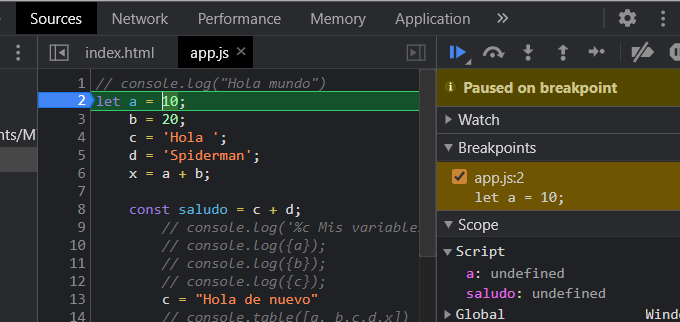 Sources Network Performance Memory Application
index.html app.js
1 // console.log("Hola mundo")
2 let a = 10;
3 b = 20;
4 c = 'Hola ';
5 d = 'Spiderman';
6 x = a + b;
7
8 const saludo = c + d;
9 // console.log('%c Mis variable
10 // console.log({a});
11 // console.log({b});
12 // console.log({c});
13 c = "Hola de nuevo"
14 // console.table([a, b,c,d,x])
nts/M
Paused on breakpoint
Watch
Breakpoints
app.js:2
let a = 10;
Scope
Script
a: undefined
saludo: undefined
Global Wind